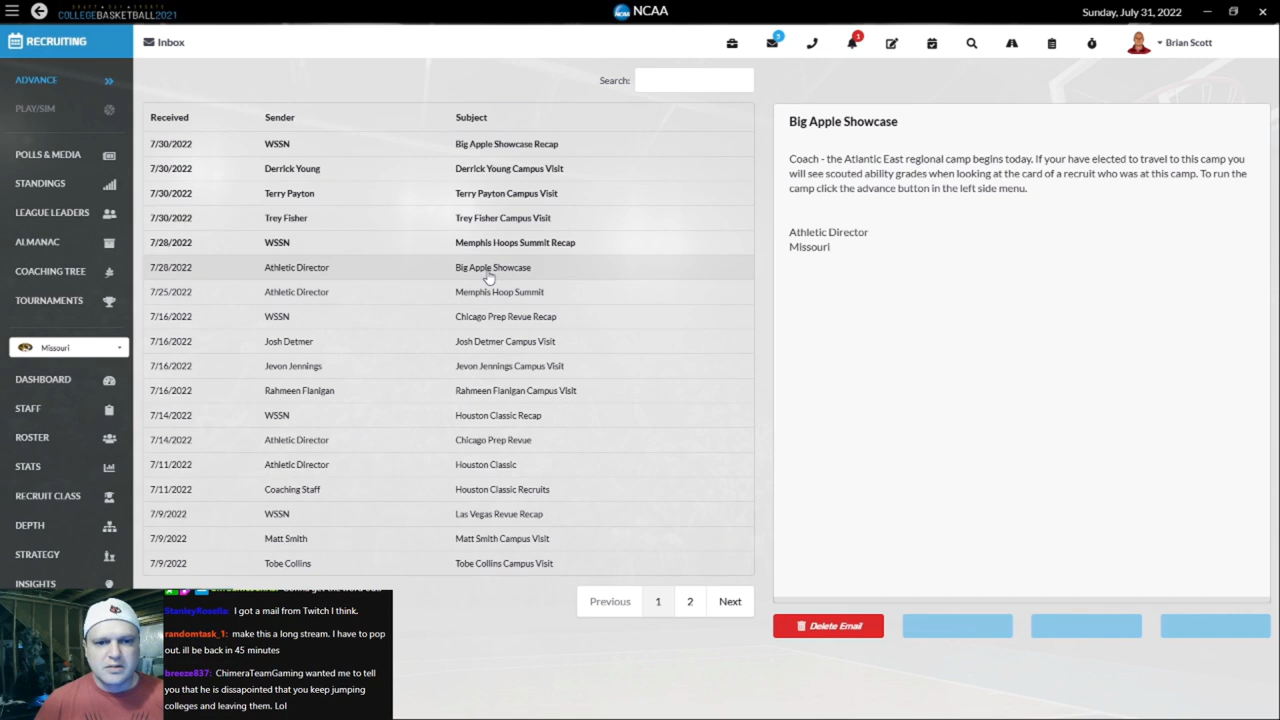 DRAFT DAY SPORTS
COLLEGEBASKETBALL2021
NCAA
Sunday, July 31, 2022
RECRUITING
Inbox
5
1
Brian Scott
ADVANCE
PLAY/SIM
POLLS & MEDIA
STANDINGS
LEAGUE LEADERS
ALMANAC
COACHING TREE
TOURNAMENTS
Missouri
DASHBOARD
STAFF
ROSTER
STATS
RECRUIT CLASS
DEPTH
STRATEGY
INSIGHTS
Search:
Received Sender Subject
7/30/2022 WSSN Big Apple Showcase Recap
7/30/2022 Derrick Young Derrick Young Campus Visit
7/30/2022 Terry Payton Terry Payton Campus Visit
7/30/2022 Trey Fisher Trey Fisher Campus Visit
7/28/2022 WSSN Memphis Hoops Summit Recap
7/28/2022 Athletic Director Big Apple Showcase
7/25/2022 Athletic Director Memphis Hoop Summit
7/16/2022 WSSN Chicago Prep Revue Recap
7/16/2022 Josh Detmer Josh Detmer Campus Visit
7/16/2022 Jevon Jennings Jevon Jennings Campus Visit
7/16/2022 Rahmeen Flanigan Rahmeen Flanigan Campus Visit
7/14/2022 WSSN Houston Classic Recap
7/14/2022 Athletic Director Chicago Prep Revue
7/11/2022 Athletic Director Houston Classic
7/11/2022 Coaching Staff Houston Classic Recruits
7/9/2022 WSSN Las Vegas Revue Recap
7/9/2022 Matt Smith Matt Smith Campus Visit
7/9/2022 Tobe Collins Tobe Collins Campus Visit
Previous 1 2 Next
Big Apple Showcase
Coach - the Atlantic East regional camp begins today. If your have elected to travel to this camp you
will see scouted ability grades when looking at the card of a recruit who was at this camp. To run the
camp click the advance button in the left side menu.
Athletic Director
Missouri
Delete Email
StanleyRosella: I got a mail from Twitch I think.
randomtask_1: make this a long stream. I have to pop
out. ill be back in 45 minutes
breeze837: ChimeraTeamGaming wanted me to tell
you that he is dissapointed that you keep jumping
colleges and leaving them. Lol